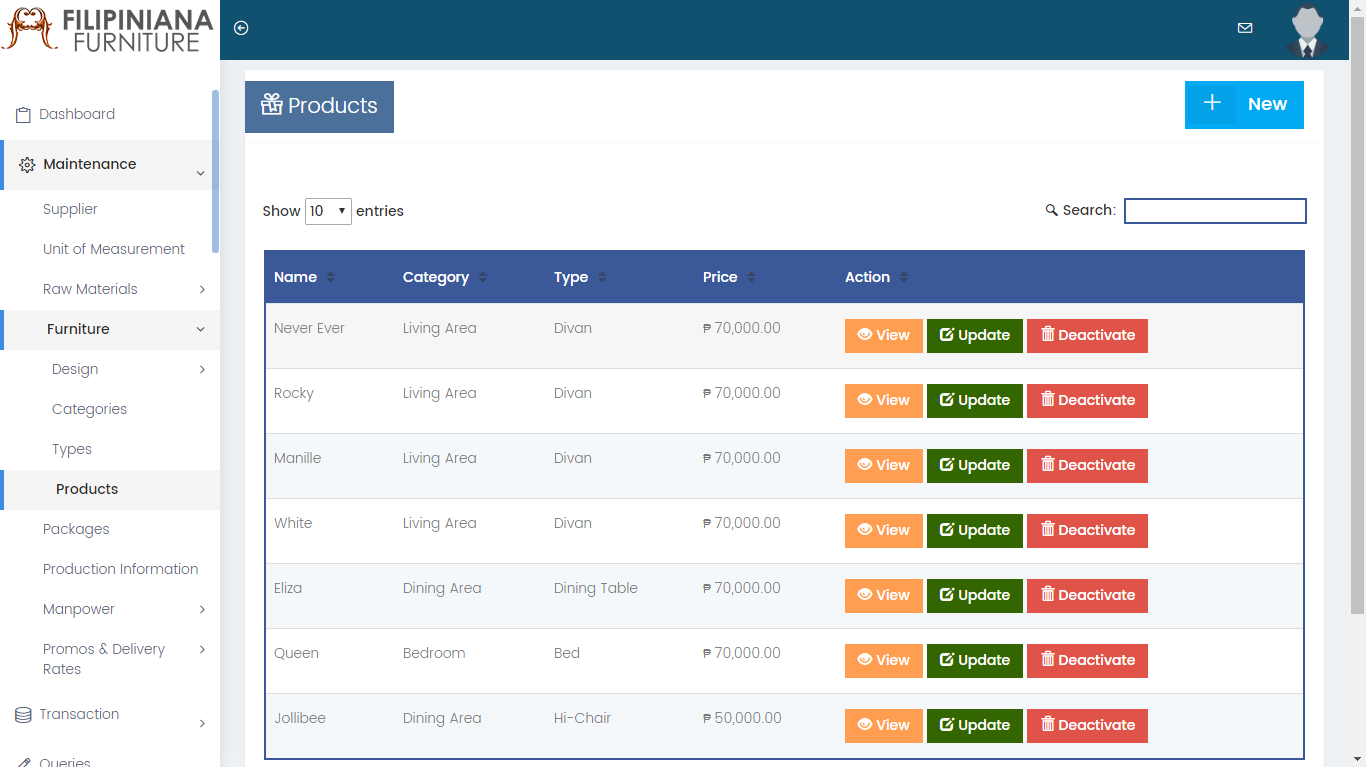 FILIPINIANA
FURNITURE
Dashboard
Maintenance
Supplier
Unit of Measurement
Raw Materials
Furniture
Design
Categories
Types
Products
Packages
Production Information
Manpower
Promos & Delivery
Rates
Transaction
Queries
Products
New
Show 10 entries
Search:
Name Category Type Price Action
Never Ever Living Area Divan ₱ 70,000.00 View Update Deactivate
Rocky Living Area Divan ₱ 70,000.00 View Update Deactivate
Manille Living Area Divan ₱ 70,000.00 View Update Deactivate
White Living Area Divan ₱ 70,000.00 View Update Deactivate
Eliza Dining Area Dining Table ₱ 70,000.00 View Update Deactivate
Queen Bedroom Bed ₱ 70,000.00 View Update Deactivate
Jollibee Dining Area Hi-Chair ₱ 50,000.00 View Update Deactivate